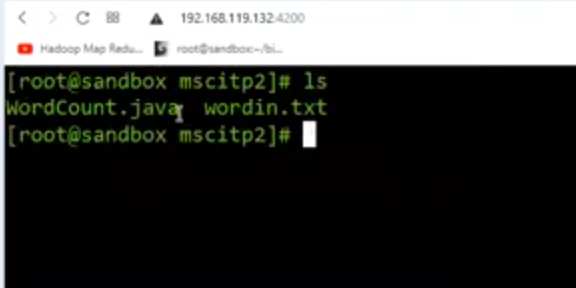 192.168.119.132:4200
Hadoop Map Redu... root@sandbox:~/bi...
[root@sandbox mscitp2]# ls
WordCount.java wordin.txt
[root@sandbox mscitp2]#